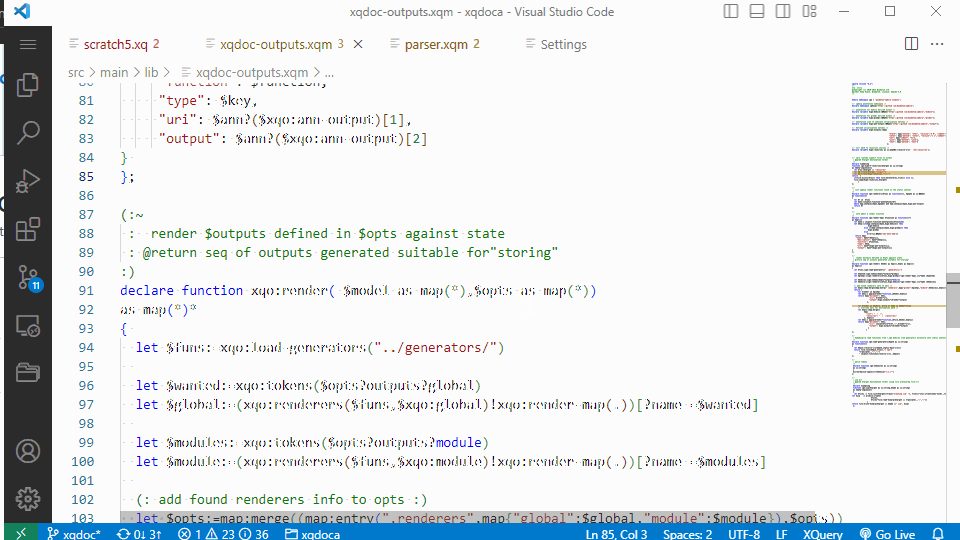 xqdoc-outputs.xqm - xqdoca - Visual Studio Code
scratch5.xq 2
xqdoc-outputs.xqm 3
parser.xqm 2
Settings
src > main > lib > xqdoc-outputs.xqm > ...
80 "function": $function,
81 "type": $key,
82 "uri": $ann?($xqo:ann-output)[1],
83 "output": $ann?($xqo:ann-output)[2]
84 }
85 };
86
87 (:~
88 : render $outputs defined in $opts against state
89 : @return seq of outputs generated suitable for"storing"
90 :)
91 declare function xqo:render( $model as map(*),$opts as map(*))
92 as map(*)*
93 {
94 let $funs:= xqo:load-generators("../generators/")
95
96 let $wanted:= xqo:tokens($opts?outputs?global)
97 let $global:= (xqo:renderers($funs,$xqo:global)!xqo:render-map(.))[?name =$wanted]
98
99 let $modules:= xqo:tokens($opts?outputs?module)
100 let $module:= (xqo:renderers($funs,$xqo:module)!xqo:render-map(.))[?name =$modules]
101
102 (: add found renderers info to opts :)
103 let $opts:=map:merge((map:entry(".renderers",map{"global":$global,"module":$module}),$opts))
11
xqdoc* 0↓ 3↑ 1 23 36 xqdoca Ln 85, Col 3 Spaces: 2 UTF-8 LF XQuery Go Live